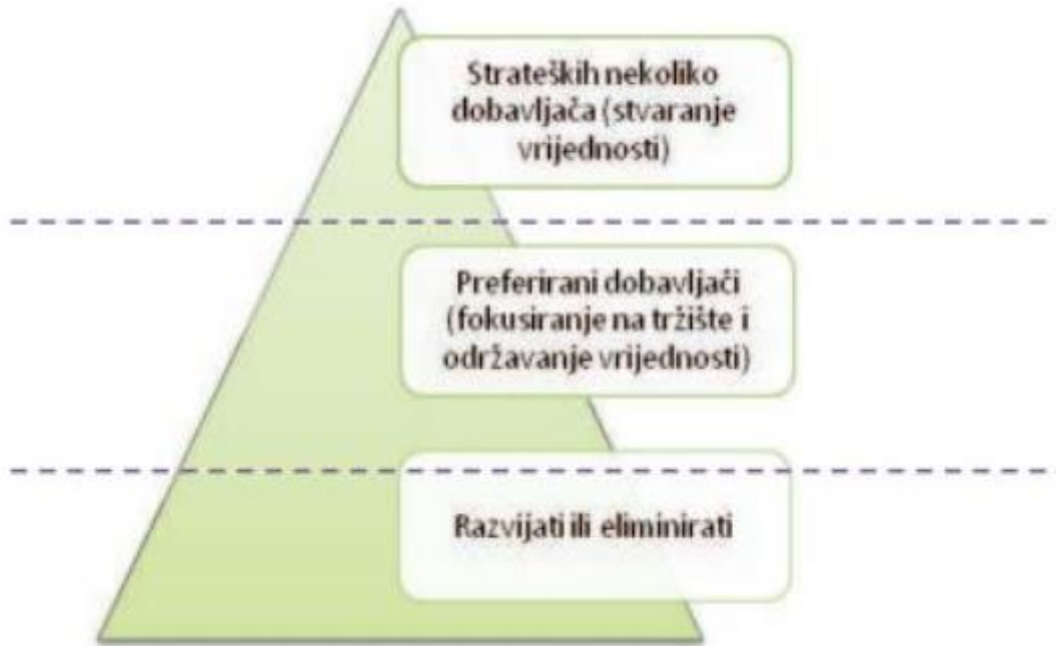 Strateških nekoliko
dobavljača (stvaranje
vrijednosti)
Preferirani dobavljači
(fokusiranje na tržište i
održavanje vrijednosti)
Razvijati ili eliminirati